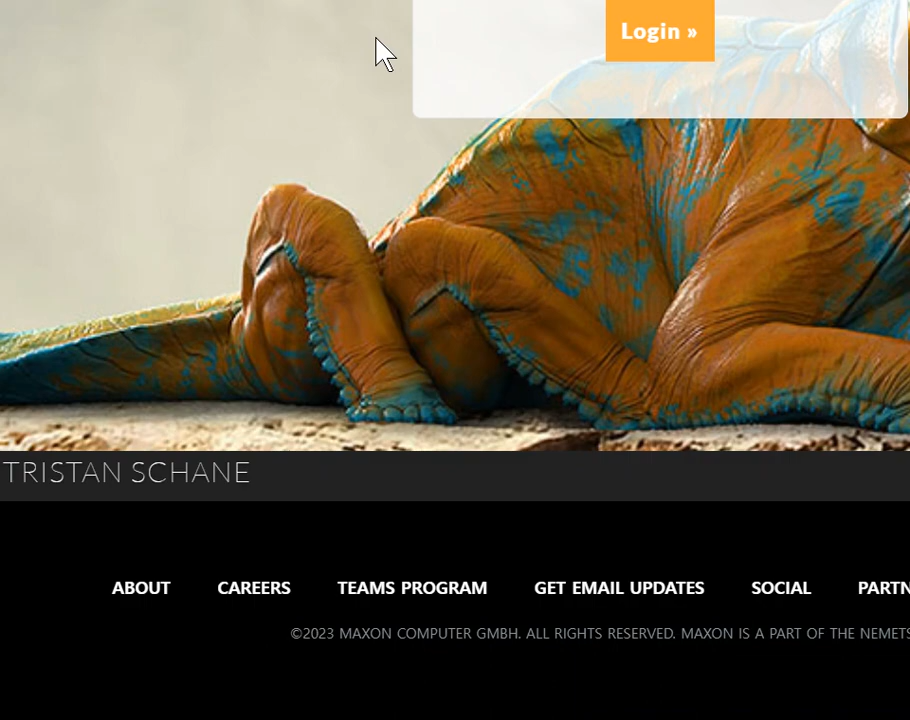 Login »
TRISTAN SCHANE
ABOUT CAREERS TEAMS PROGRAM GET EMAIL UPDATES SOCIAL PARTN
©2023 MAXON COMPUTER GMBH. ALL RIGHTS RESERVED. MAXON IS A PART OF THE NEMETS